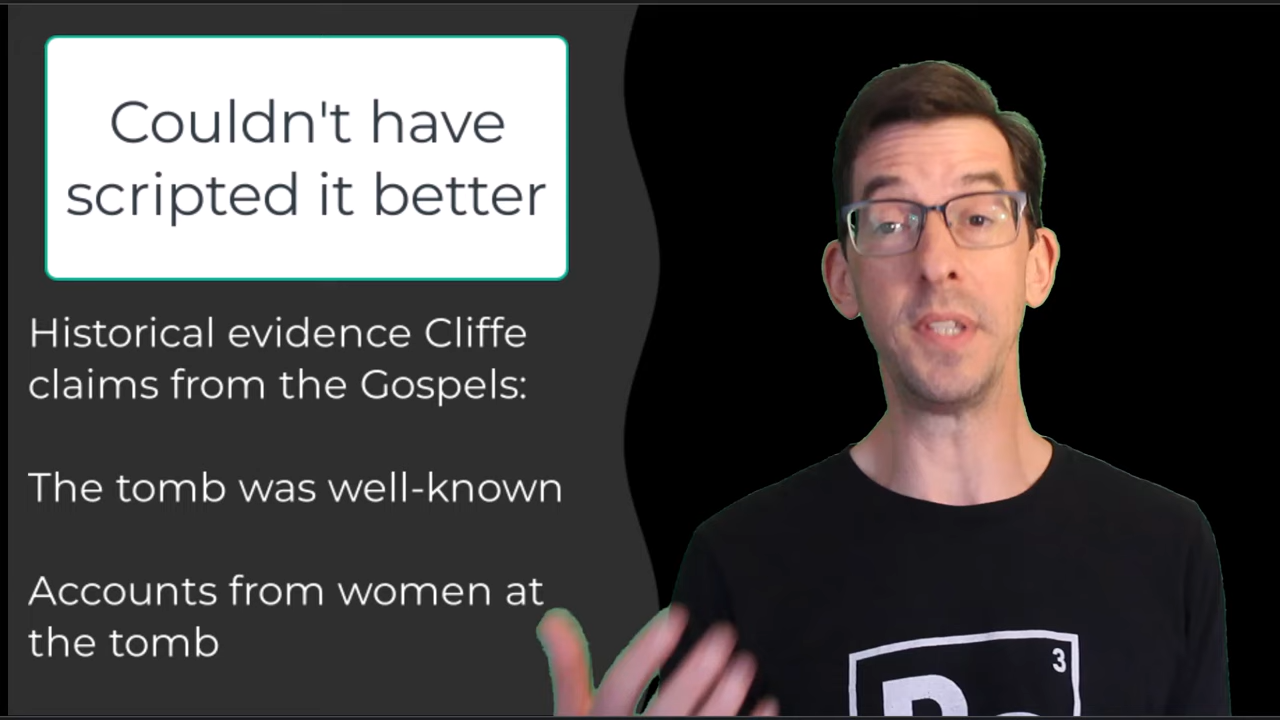 Couldn't have
scripted it better
Historical evidence Cliffe
claims from the Gospels:
The tomb was well-known
Accounts from women at
the tomb
3